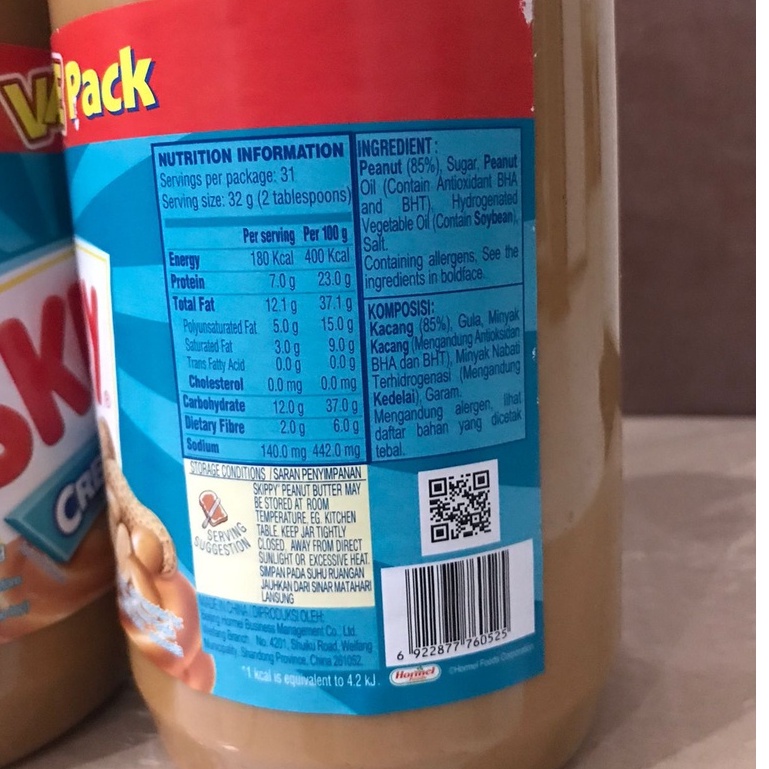 Pack
NUTRITION INFORMATION
Servings per package: 31
Serving size: 32 g (2 tablespoons)
Per serving Per 100 g
Energy 180 Kcal 400 Kcal
Protein 7.0 g 23.0 g
Total Fat 12.1 g 37.1 g
Polyunsaturated Fat 5.0 g 15.0 g
Saturated Fat 3.0 g 9.0 g
Trans Fatty Acid 0.0 g 0.0 g
Cholesterol 0.0 mg 0.0 mg
Carbohydrate 12.0 g 37.0 g
Dietary Fibre 2.0 g 6.0 g
Sodium 140.0 mg 442.0 mg
INGREDIENT:
Peanut (85%), Sugar, Peanut
Oil (Contain Antioxidant BHA
and BHT), Hydrogenated
Vegetable Oil (Contain Soybean),
Salt.
Containing allergens, See the
ingredients in boldface.
KOMPOSISI:
Kacang (85%), Gula, Minyak
Kacang (Mengandung Antioksidan
BHA dan BHT), Minyak Nabati
Terhidrogenasi (Mengandung
Kedelai), Garam.
Mengandung alergen, lihat
daftar bahan yang dicetak
tebal.
STORAGE CONDITIONS / SARAN PENYIMPANAN
SKIPPY® PEANUT BUTTER MAY
BE STORED AT ROOM
TEMPERATURE, EG. KITCHEN
TABLE. KEEP JAR TIGHTLY
CLOSED, AWAY FROM DIRECT
SUNLIGHT OR EXCESSIVE HEAT.
SIMPAN PADA SUHU RUANGAN
JAUHKAN DARI SINAR MATAHARI
LANGSUNG
SERVING
SUGGESTION
MADE IN CHINA / DIPRODUKSI OLEH:
Beijing Hormel Business Management Co., Ltd.
Weifang Branch No. 4201, Shuiku Road, Weifang
Municipality, Shandong Province, China 261052.
*1 kcal is equivalent to 4.2 kJ.
6 922877 760525
Hormel
©Hormel Foods Corporation
SKIPPY
CRE